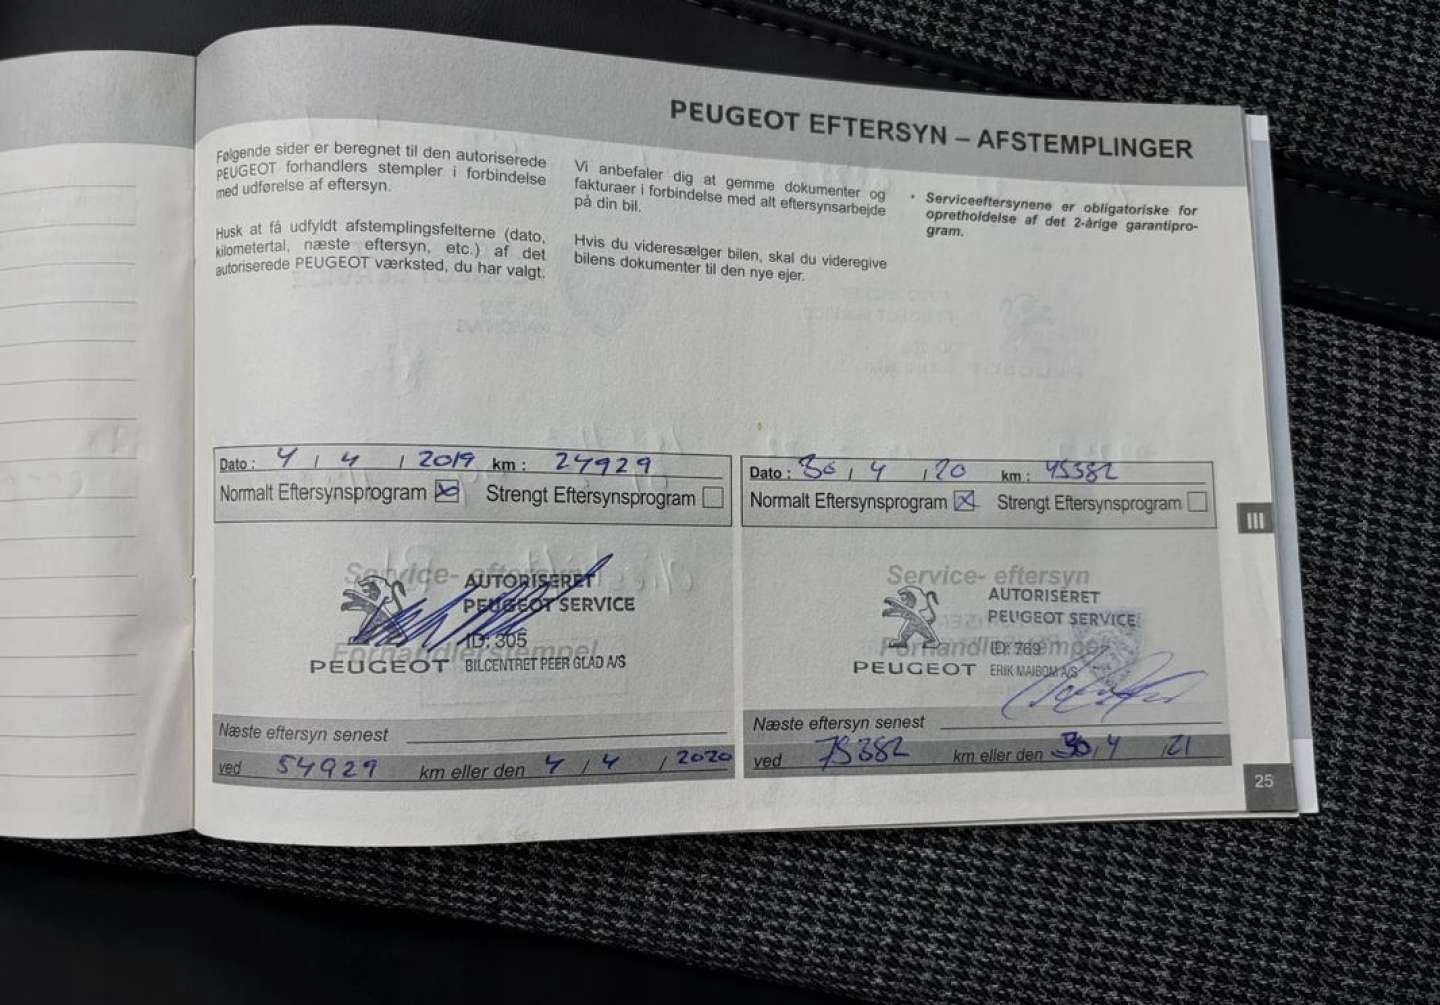 PEUGEOT EFTERSYN – AFSTEMPLINGER
Følgende sider er beregnet til den autoriserede
PEUGEOT forhandlers stempler i forbindelse
med udførelse af eftersyn.
Husk at få udfyldt afstemplingsfelterne (dato,
kilometertal, næste eftersyn, etc.) af det
autoriserede PEUGEOT værksted, du har valgt.
Vi anbefaler dig at gemme dokumenter og
fakturaer i forbindelse med alt eftersynsarbejde
på din bil.
Hvis du videresælger bilen, skal du videregive
bilens dokumenter til den nye ejer.
• Serviceeftersynene er obligatoriske for
opretholdelse af det 2-årige garantipro-
gram.
Dato : 4 / 4 / 2019 km : 24929
Normalt Eftersynsprogram Strengt Eftersynsprogram
Service- eftersyn
AUTORISERET
PEUGEOT SERVICE
ID: 305
Forhandlerstempel
PEUGEOT BILCENTRET PEER GLAD A/S
Næste eftersyn senest
ved 54929 km eller den 4 / 4 / 2020
Dato : 30 / 4 / 20 km : 45382
Normalt Eftersynsprogram Strengt Eftersynsprogram
Service- eftersyn
AUTORISERET
PEUGEOT SERVICE
ID: 769
Forhandlerstempel
PEUGEOT ERIK MAIBOM A/S
Næste eftersyn senest
ved 75382 km eller den 30 / 4 / 21
III
25